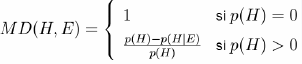 MD(H, E) = { 1 si p(H) = 0
p(H)−p(H|E) / p(H) si p(H) > 0